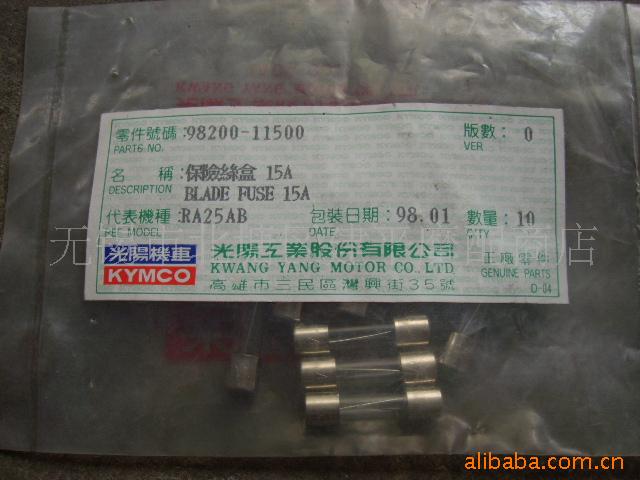 零件號碼:98200-11500 版數: 0
PARTS NO. VER
名 稱:保險絲盒 15A
DESCRIPTION BLADE FUSE 15A
代表機種:RA25AB 包裝日期:98.01 數量:10
REF MODEL DATE Q'TY
光陽機車 光陽工業股份有限公司 正廠零件
KYMCO KWANG YANG MOTOR CO., LTD GENUINE PARTS
高雄市三民區灣興街35號 D-04
alibaba.com.cn